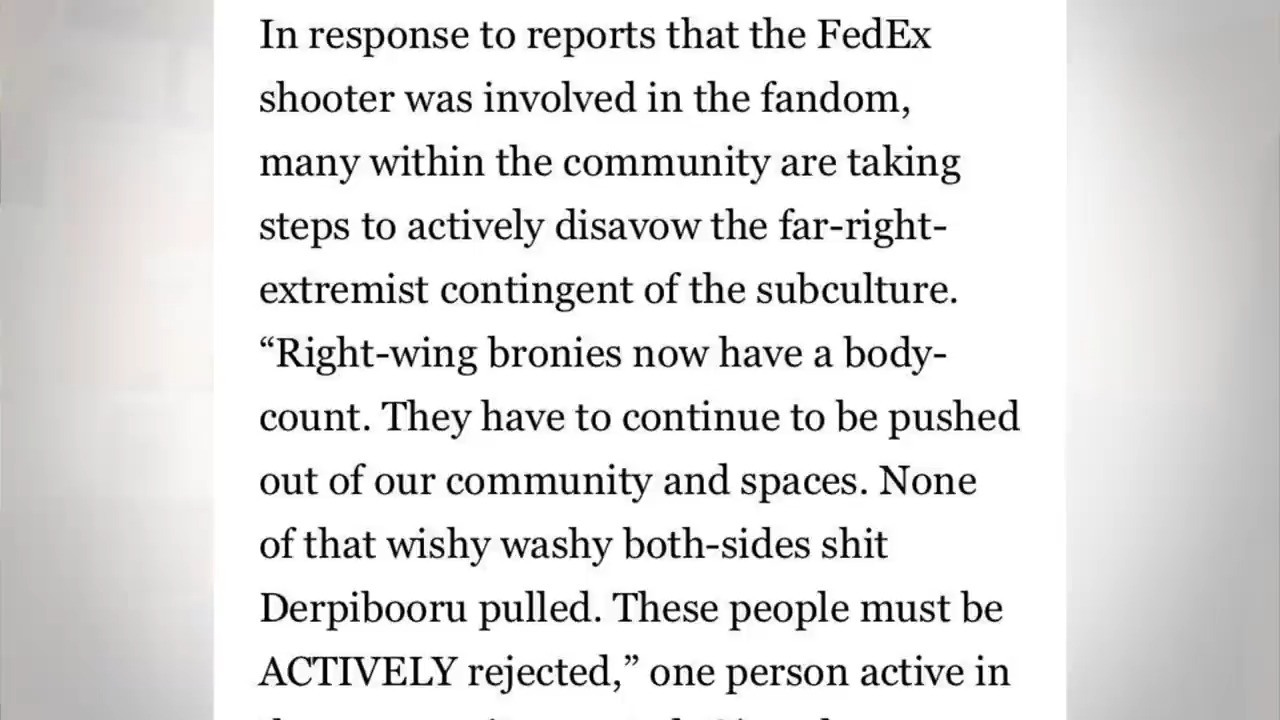 In response to reports that the FedEx
shooter was involved in the fandom,
many within the community are taking
steps to actively disavow the far-right-
extremist contingent of the subculture.
“Right-wing bronies now have a body-
count. They have to continue to be pushed
out of our community and spaces. None
of that wishy washy both-sides shit
Derpibooru pulled. These people must be
ACTIVELY rejected,” one person active in